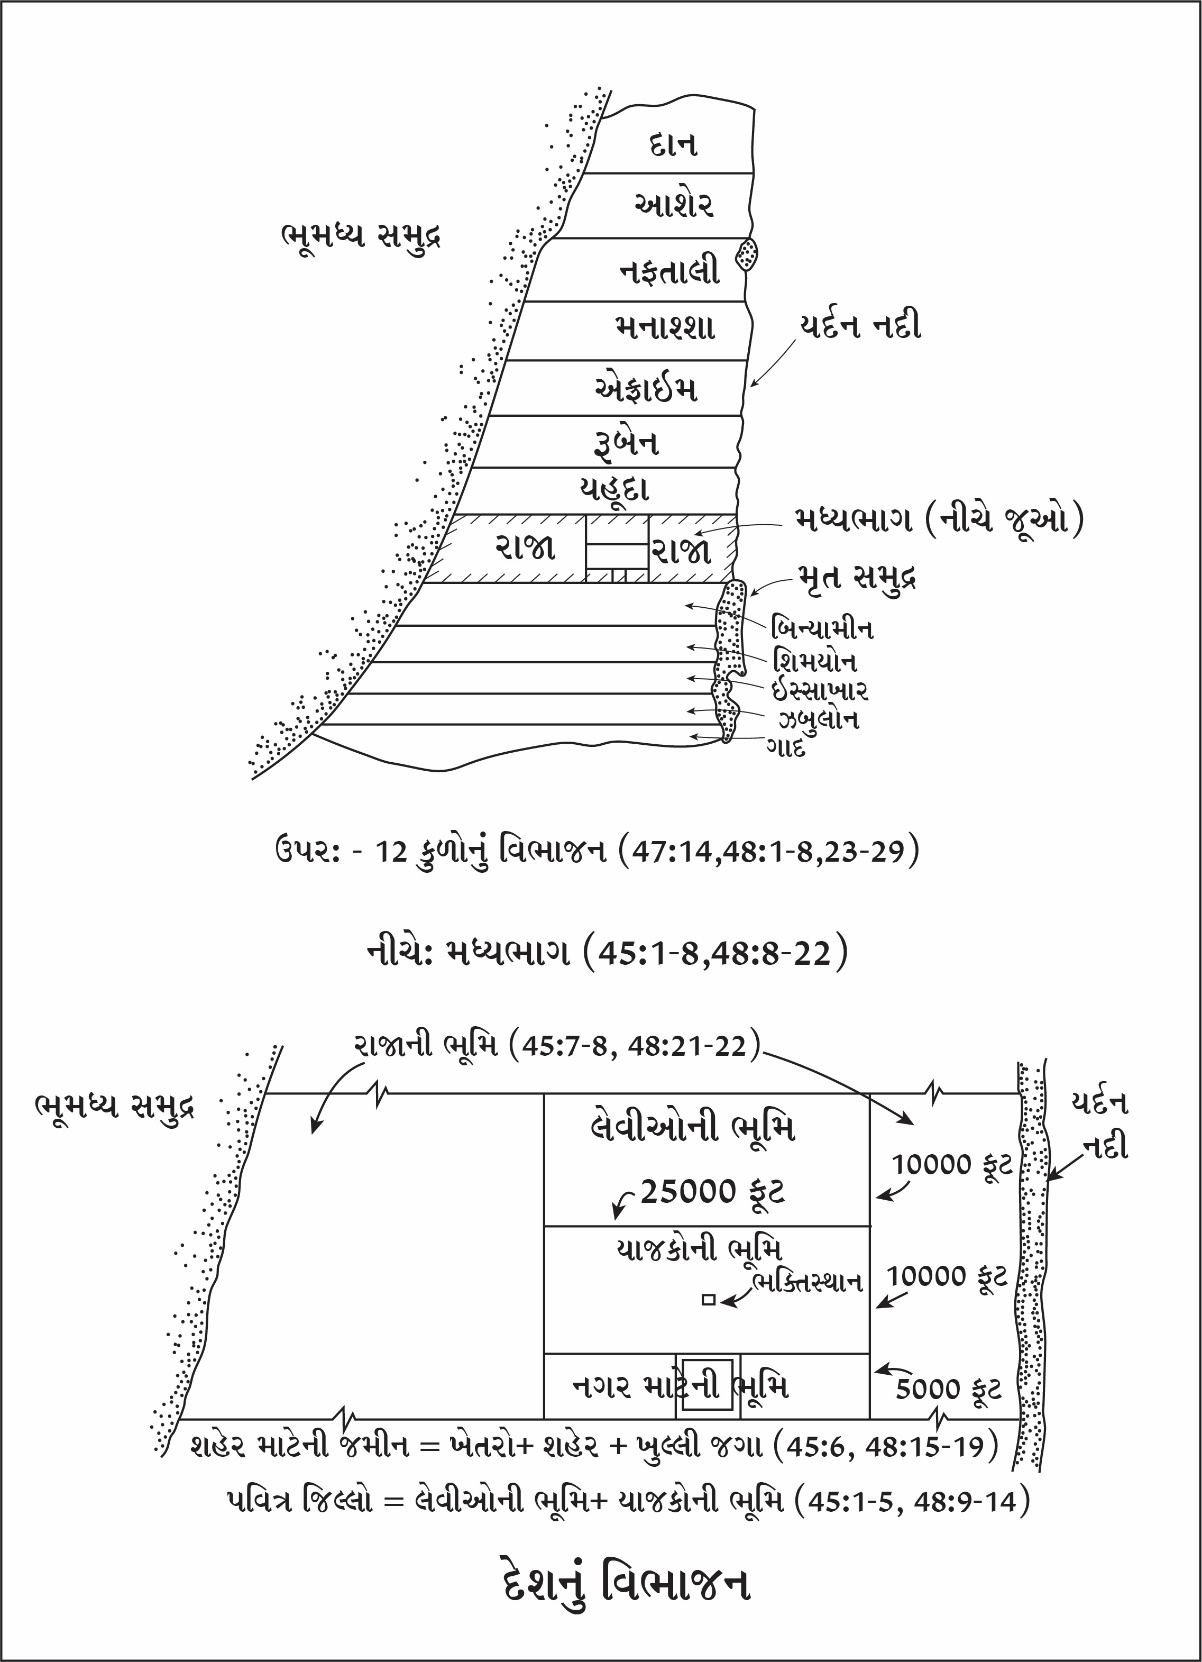 દાન
આશેર
ભૂમધ્ય સમુદ્ર
નફતાલી
મનાશ્શા
યર્દન નદી
એફ્રાઈમ
રૂબેન
યહૂદા
મધ્યભાગ (નીચે જૂઓ)
રાજા
રાજા
મૃત સમુદ્ર
બિન્યામીન
શિમયોન
ઈસ્સાખાર
ઝબુલોન
ગાદ
ઉપર: - 12 કુળોનું વિભાજન (47:14,48:1-8,23-29)
નીચે: મધ્યભાગ (45:1-8,48:8-22)
રાજાની ભૂમિ (45:7-8, 48:21-22)
ભૂમધ્ય સમુદ્ર
યર્દન
નદી
લેવીઓની ભૂમિ
10000 ફૂટ
25000 ફૂટ
યાજકોની ભૂમિ
ભક્તિસ્થાન
10000 ફૂટ
નગર માટેની ભૂમિ
5000 ફૂટ
શહેર માટેની જમીન = ખેતરો+ શહેર + ખુલ્લી જગા (45:6, 48:15-19)
પવિત્ર જિલ્લો = લેવીઓની ભૂમિ+ યાજકોની ભૂમિ (45:1-5, 48:9-14)
દેશનું વિભાજન